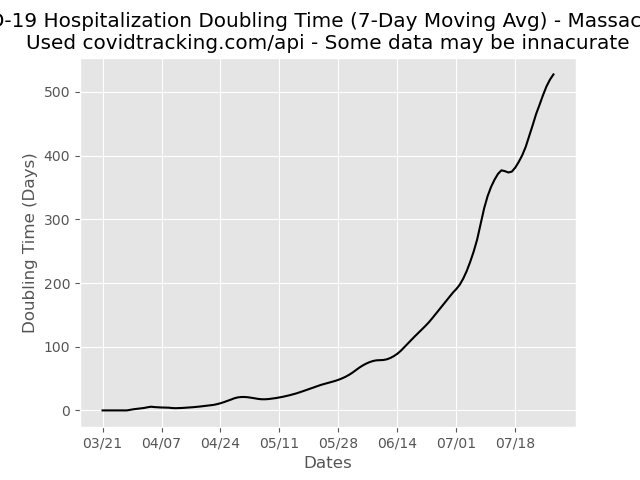 -19 Hospitalization Doubling Time (7-Day Moving Avg) - Massac
Used covidtracking.com/api - Some data may be innacurate
500
400
300
200
100
0
Doubling Time (Days)
03/21 04/07 04/24 05/11 05/28 06/14 07/01 07/18
Dates